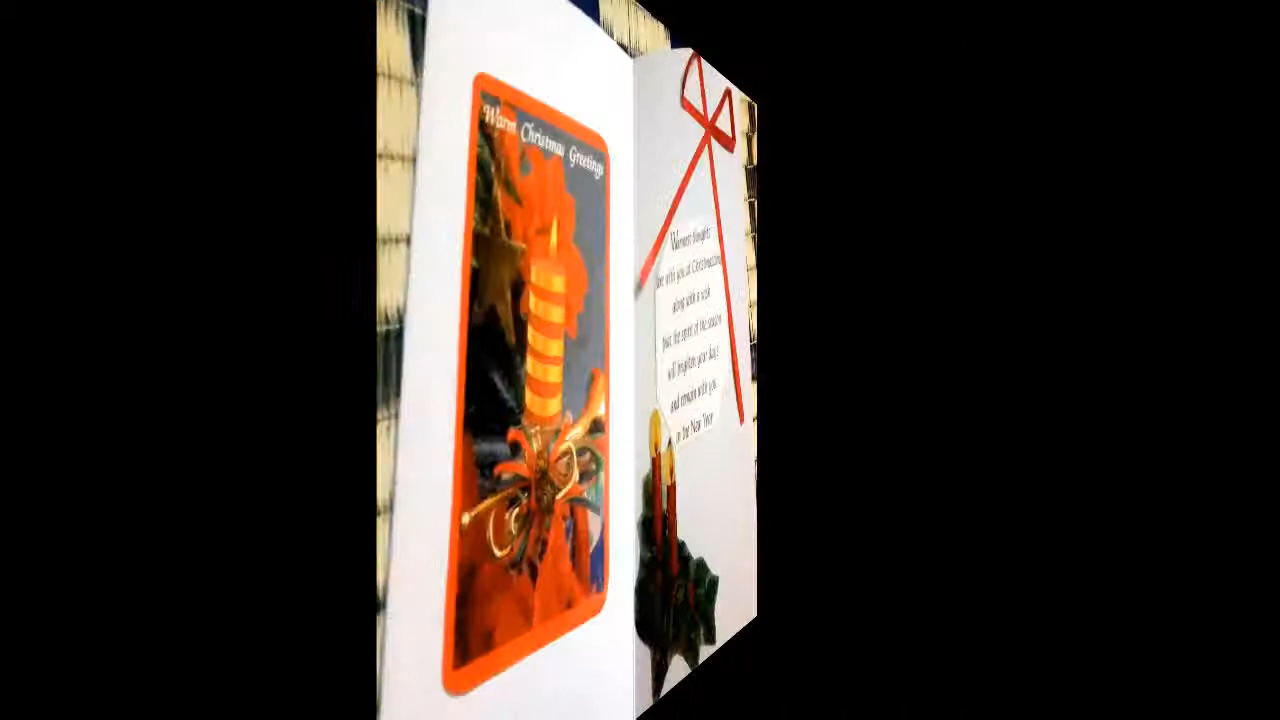 Warm Christmas Greetings
Warmest thoughts
are with you at Christmastime
along with a wish
that the spirit of the season
will brighten your days
and remain with you
in the New Year